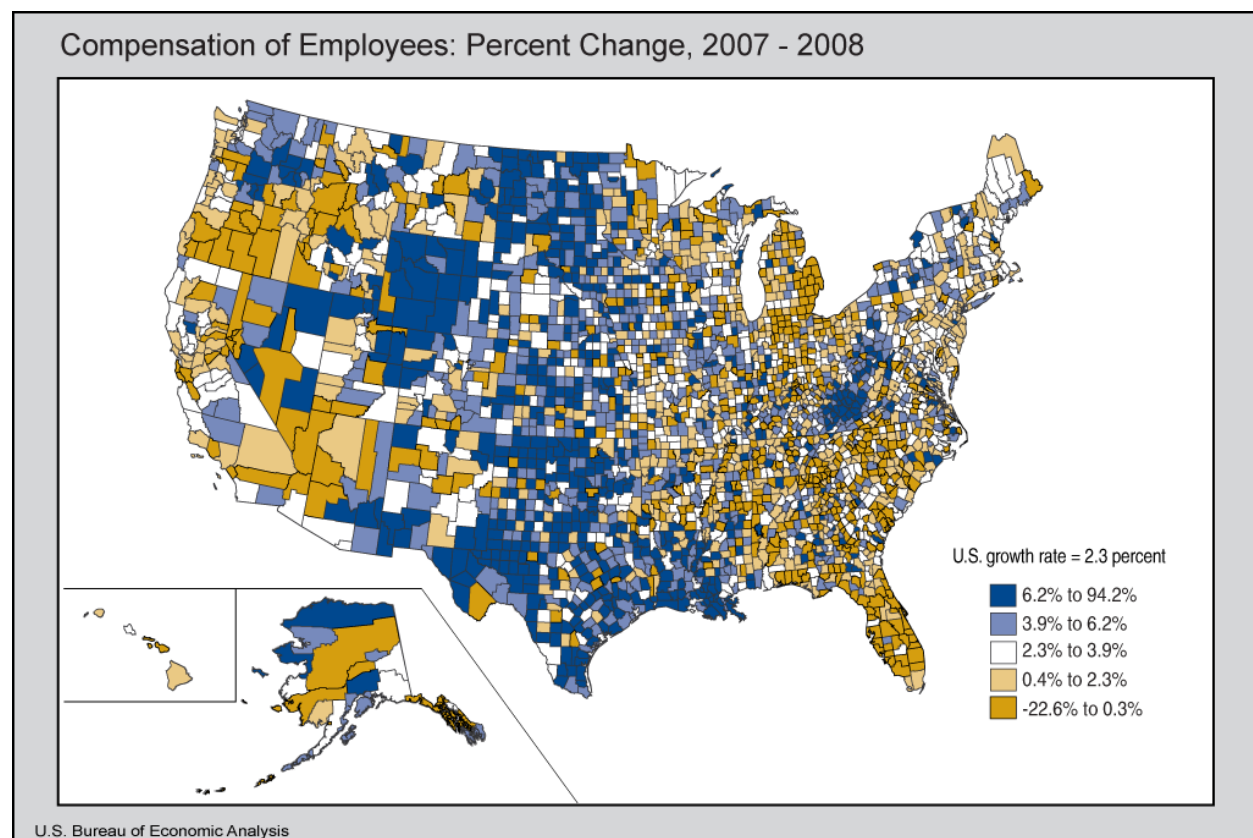 Compensation of Employees: Percent Change, 2007 - 2008
U.S. growth rate = 2.3 percent
6.2% to 94.2%
3.9% to 6.2%
2.3% to 3.9%
0.4% to 2.3%
-22.6% to 0.3%
U.S. Bureau of Economic Analysis